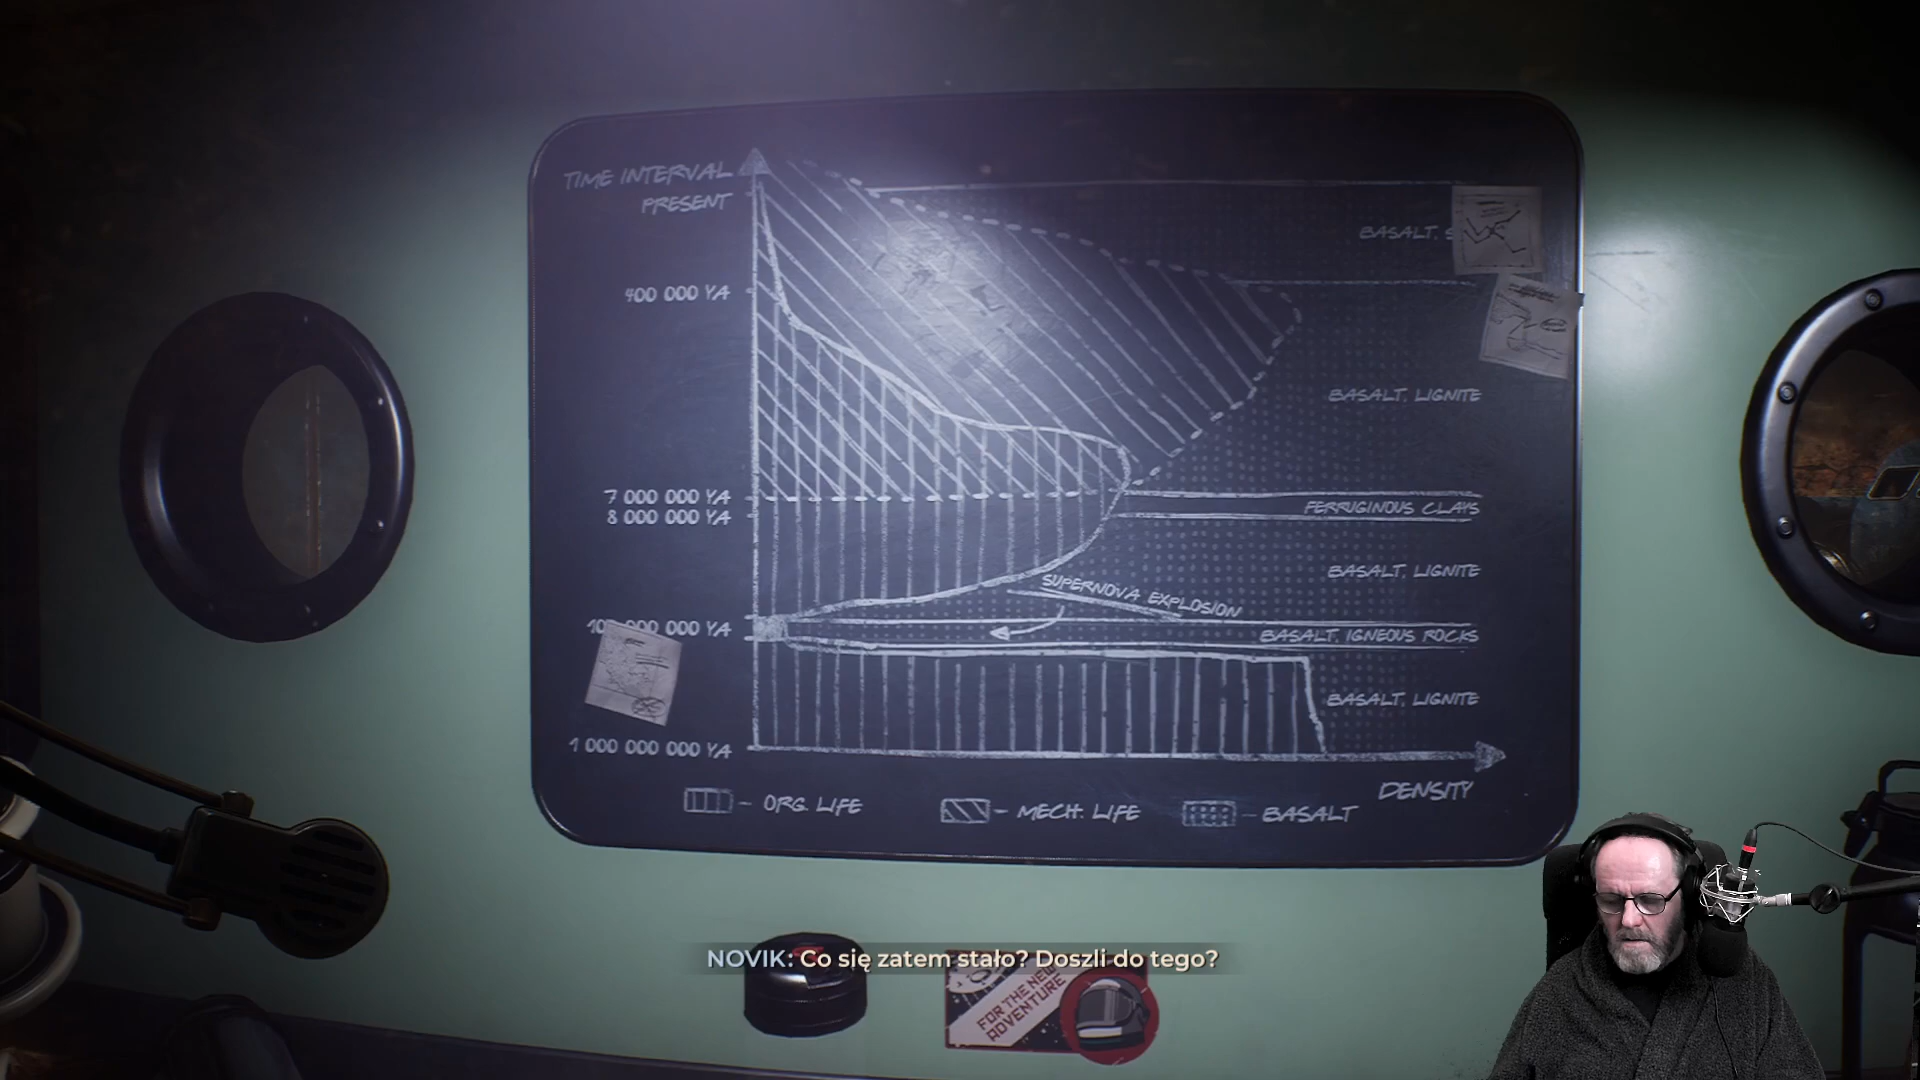 TIME INTERVAL
PRESENT
400 000 YA
7 000 000 YA
8 000 000 YA
000 YA
1 000 000 000 YA
BASALT,
BASALT, LIGNITE
FERRUGINOUS CLAYS
BASALT, LIGNITE
SUPERNOVA EXPLOSION
BASALT, IGNEOUS ROCKS
BASALT, LIGNITE
DENSITY
- ORG. LIFE
- MECH. LIFE
- BASALT
NOVIK: Co się zatem stało? Doszli do tego?
FOR THE NEW
ADVENTURE